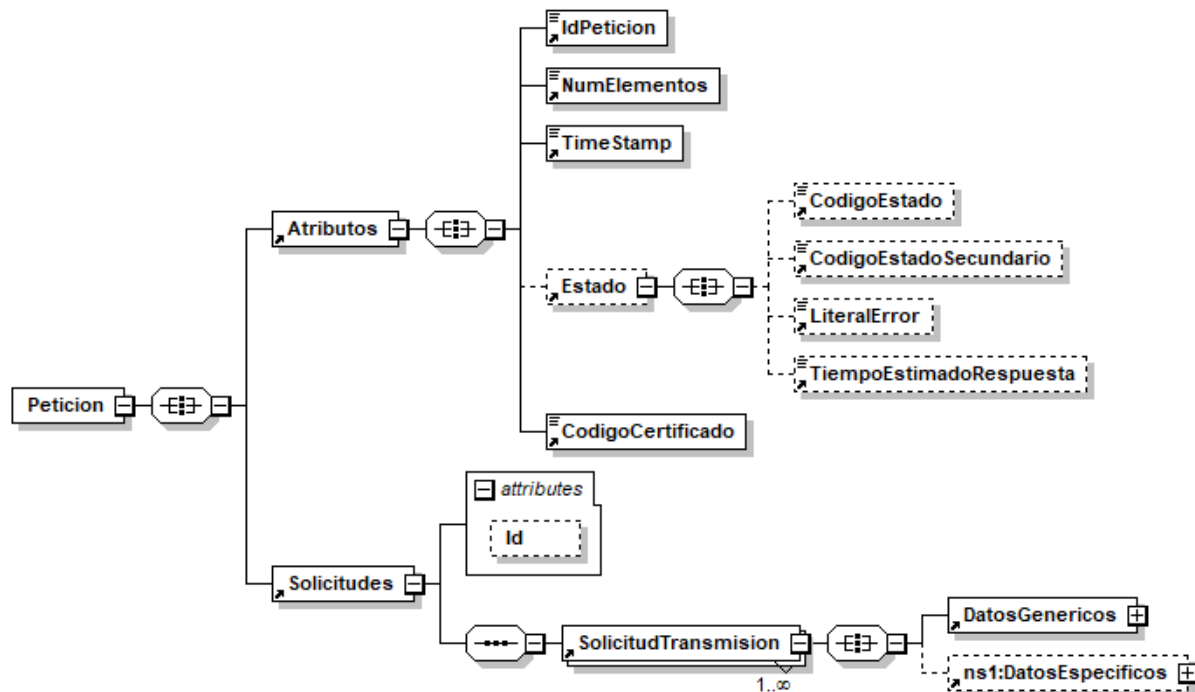 IdPeticion
NumElementos
TimeStamp
CodigoEstado
Atributos
CodigoEstadoSecundario
Estado
LiteralError
TiempoEstimadoRespuesta
Peticion
CodigoCertificado
attributes
Id
Solicitudes
DatosGenericos
SolicitudTransmision
ns1:DatosEspecificos
1..∞